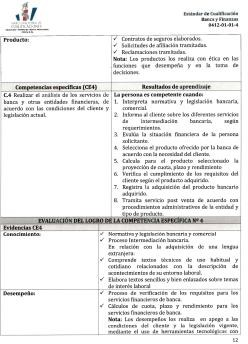 Estándar de Cualificación
Banca y Finanzas
0412-01-01-4
Producto:
✓ Contratos de seguros elaborados.
✓ Solicitudes de afiliación tramitadas.
✓ Reclamaciones tramitadas.
Nota: Los productos los realiza con ética en las
funciones que desempeña y en la toma de
decisiones.
Competencias específicas (CE4)
Resultados de aprendizaje
C.4 Realizar el análisis de los servicios de
banca y otras entidades financieras, de
acuerdo con las condiciones del cliente y
legislación actual.
La persona es competente cuando:
1. Interpreta normativa y legislación bancaria,
comercial.
2. Informa al cliente sobre los diferentes servicios
de intermediación bancaria, según
requerimientos.
3. Evalúa la situación financiera de la persona
solicitante.
4. Selecciona el producto ofrecido por la banca de
acuerdo con la necesidad del cliente.
5. Calcula para el producto seleccionado la
proyección de cuota, plazo y rendimiento.
6. Verifica el cumplimiento de los requisitos del
cliente según el producto adquirido.
7. Registra la adquisición del producto bancario
adquirido.
8. Tramita servicio post venta de acuerdo con
procedimientos administrativos de la entidad y
tipo de producto.
EVALUACIÓN DEL LOGRO DE LA COMPETENCIA ESPECÍFICA Nº 4
Evidencias CE4
Conocimiento:
✓ Normativa y legislación bancaria y comercial
✓ Proceso Intermediación bancaria.
En relación con la adquisición de una lengua
extranjera:
✓ Comprende textos técnicos de uso habitual y
cotidiano relacionados con la descripción de
acontecimientos de su entorno laboral.
✓ Elabora textos sencillos y bien enlazados sobre temas
de interés laboral
Desempeño:
✓ Proceso de verificación de los requisitos para los
servicios financieros de banca.
✓ Cálculos de cuota, plazo y rendimiento para los
servicios financieros de banca.
Nota: Los desempeños los realiza en apego a las
condiciones del cliente y la legislación vigente,
mediante el uso de herramientas tecnológicas con
12